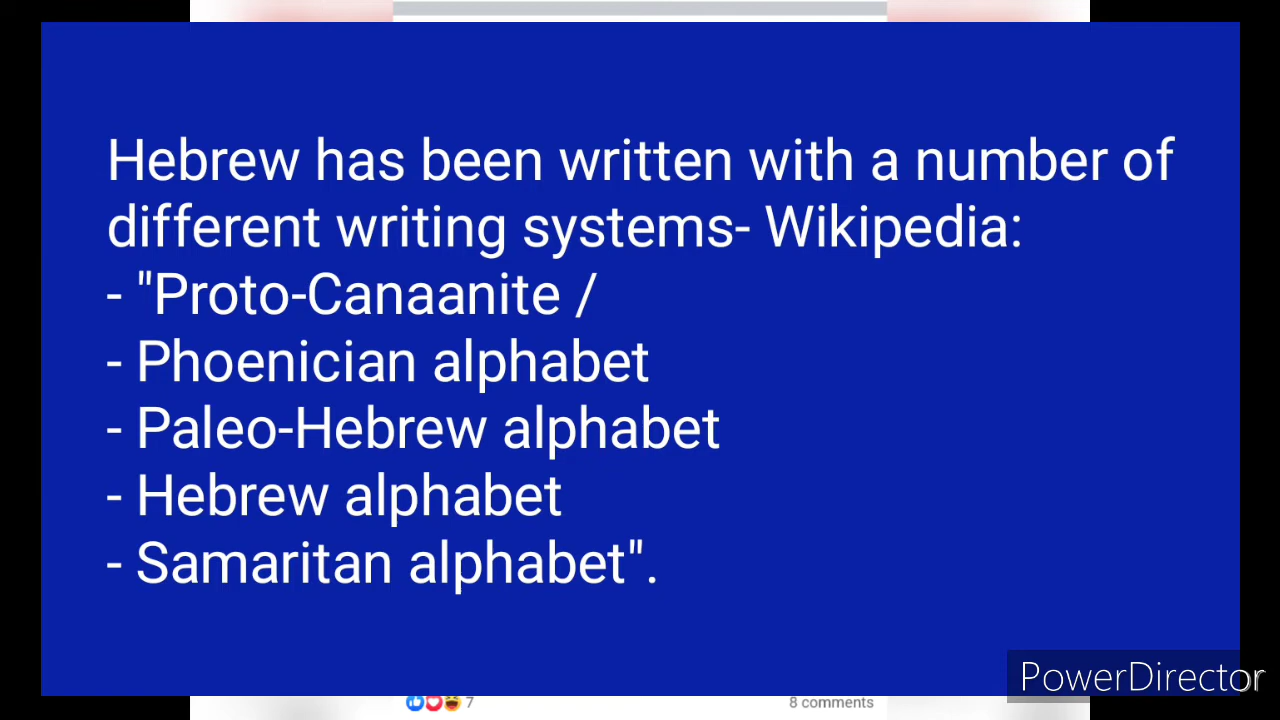 Hebrew has been written with a number of
different writing systems- Wikipedia:
- "Proto-Canaanite /
- Phoenician alphabet
- Paleo-Hebrew alphabet
- Hebrew alphabet
- Samaritan alphabet".
PowerDirector
7 8 comments